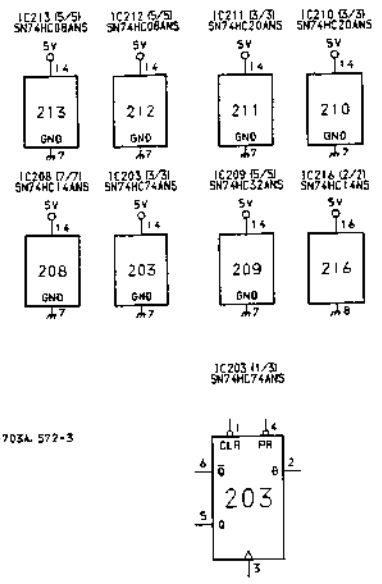 IC213 (5/5) IC212 (5/5) IC211 (3/3) IC210 (3/3)
SN74HC08ANS SN74HC08ANS SN74HC20ANS SN74HC20ANS
5V 5V 5V 5V
14 14 14 14
213 212 211 210
GND GND GND GND
7 7 7 7
IC208 (7/7) IC203 (3/3) IC209 (5/5) IC216 (2/2)
SN74HC14ANS SN74HC74ANS SN74HC32ANS SN74HC14NS
5V 5V 5V 5V
14 14 14 16
208 203 209 216
GND GND GND
7 7 7 8
IC203 (1/3)
SN74HC74ANS
703A 572-3
1 4
CLR PR
6 Q̅ D 2
203
5 Q
3